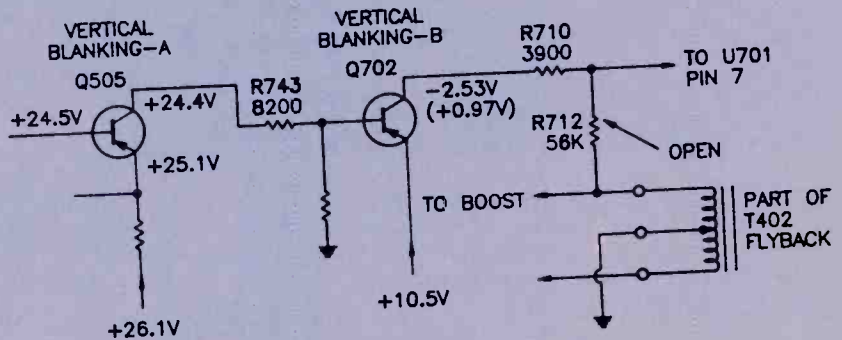 VERTICAL
BLANKING-A
Q505
+24.5V
+24.4V
+25.1V
+26.1V
R743
8200
VERTICAL
BLANKING-B
Q702
-2.53V
(+0.97V)
+10.5V
R710
3900
TO U701
PIN 7
R712
56K
OPEN
TO BOOST
PART OF
T402
FLYBACK